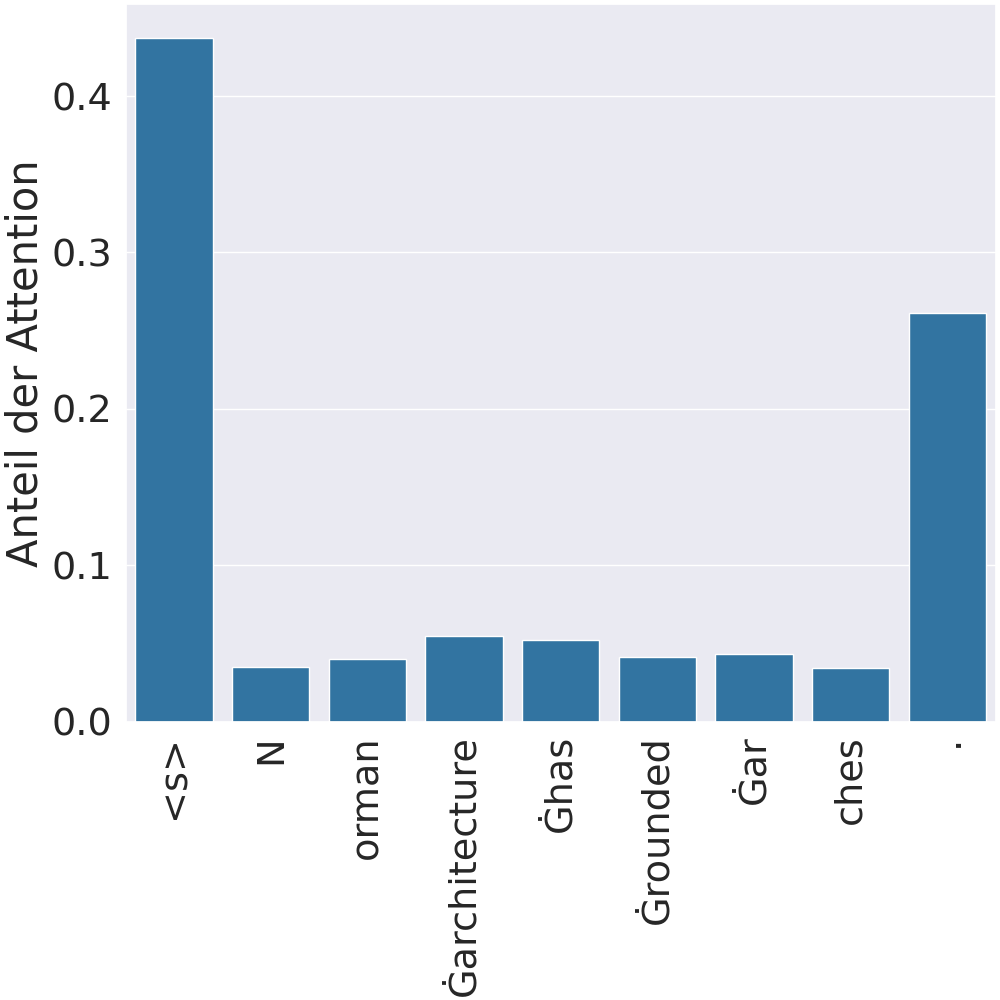 Anteil der Attention
0.4
0.3
0.2
0.1
0.0
<s>
N
orman
Ġarchitecture
Ġhas
Ġrounded
Ġar
ches
.